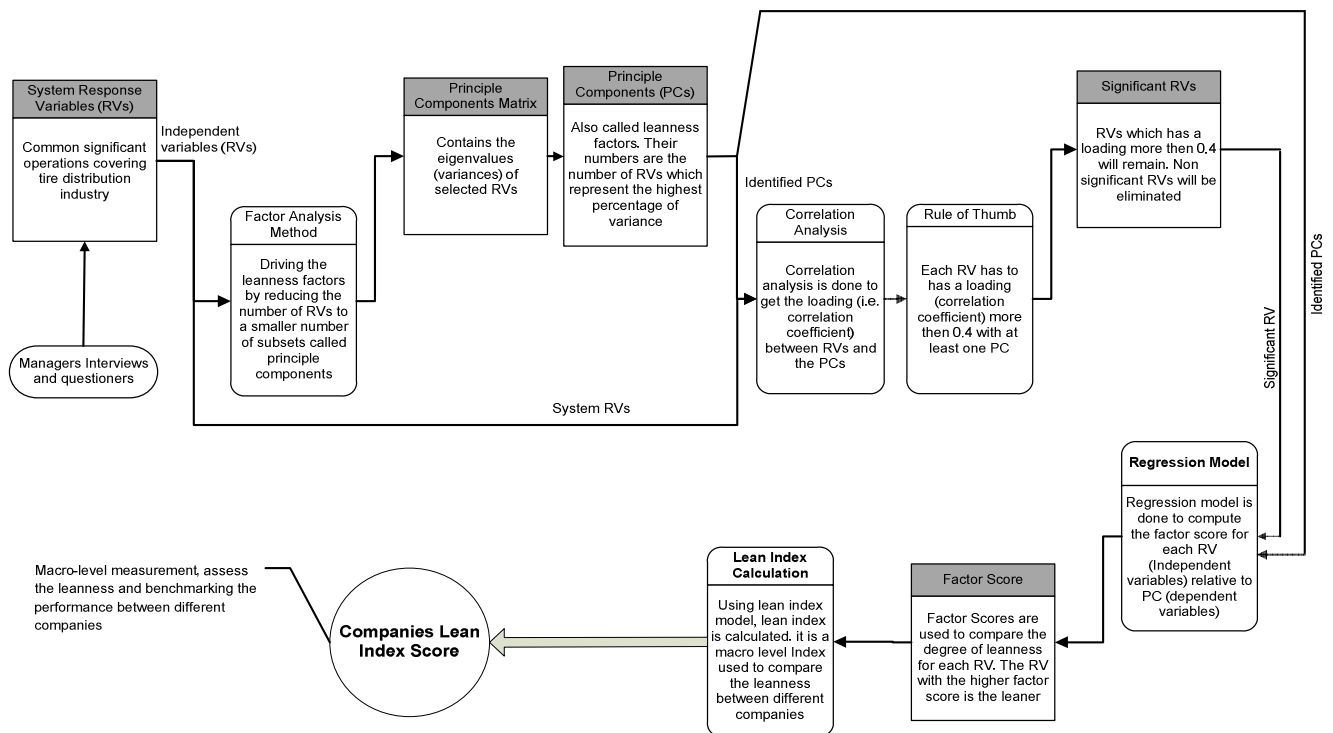 System Response
Variables (RVs)
Common significant
operations covering
tire distribution
industry
Independent
variables (RVs)
Managers Interviews
and questioners
Factor Analysis
Method
Driving the
leanness factors
by reducing the
number of RVs to
a smaller number
of subsets called
principle
components
Principle
Components Matrix
Contains the
eigenvalues
(variances) of
selected RVs
Principle
Components (PCs)
Also called leanness
factors. Their
numbers are the
number of RVs which
represent the highest
percentage of
variance
Identified PCs
System RVs
Correlation
Analysis
Correlation
analysis is done to
get the loading (i.e.
correlation
coefficient)
between RVs and
the PCs
Rule of Thumb
Each RV has to
has a loading
(correlation
coefficient) more
then 0.4 with at
least one PC
Significant RVs
RVs which has a
loading more then 0.4
will remain. Non
significant RVs will be
eliminated
Significant RV
Identified PCs
Regression Model
Regression model is
done to compute
the factor score for
each RV
(Independent
variables) relative to
PC (dependent
variables)
Factor Score
Factor Scores are
used to compare the
degree of leanness
for each RV. The RV
with the higher factor
score is the leaner
Lean Index
Calculation
Using lean index
model, lean index
is calculated. it is a
macro level Index
used to compare
the leanness
between different
companies
Companies Lean
Index Score
Macro-level measurement, assess
the leanness and benchmarking the
performance between different
companies